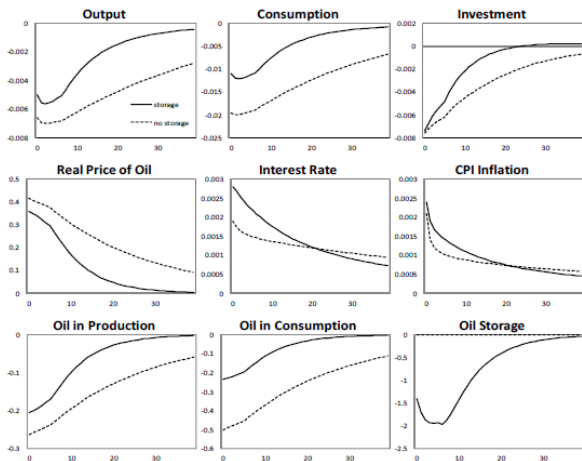 Output
Consumption
Investment
0
-0.002
-0.004
-0.006
-0.008
storage
no storage
0 10 20 30
0
-0.005
-0.01
-0.015
-0.02
-0.025
0 10 20 30
0.002
0
-0.002
-0.004
-0.006
-0.008
0 10 20 30
Real Price of Oil
Interest Rate
CPI Inflation
0.5
0.4
0.3
0.2
0.1
0
0 10 20 30
0.003
0.0025
0.002
0.0015
0.001
0.0005
0
0 10 20 30
0.003
0.0025
0.002
0.0015
0.001
0.0005
0
0 10 20 30
Oil in Production
Oil in Consumption
Oil Storage
0
-0.1
-0.2
-0.3
0 10 20 30
0
-0.1
-0.2
-0.3
-0.4
-0.5
-0.6
0 10 20 30
0
-0.5
-1
-1.5
-2
-2.5
0 10 20 30